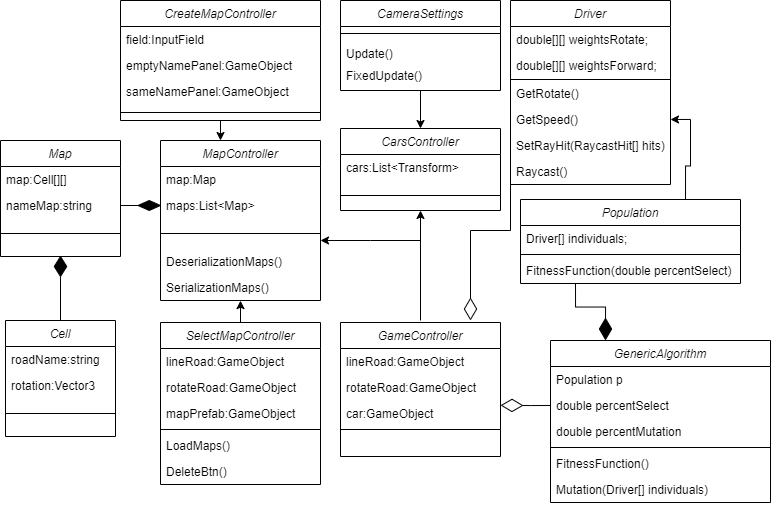 CreateMapController
field:InputField
emptyNamePanel:GameObject
sameNamePanel:GameObject
CameraSettings
Update()
FixedUpdate()
Driver
double[][] weightsRotate;
double[][] weightsForward;
GetRotate()
GetSpeed()
SetRayHit(RaycastHit[] hits)
Raycast()
Map
map:Cell[][]
nameMap:string
MapController
map:Map
maps:List<Map>
DeserializationMaps()
SerializationMaps()
CarsController
cars:List<Transform>
Population
Driver[] individuals;
FitnessFunction(double percentSelect)
Cell
roadName:string
rotation:Vector3
SelectMapController
lineRoad:GameObject
rotateRoad:GameObject
mapPrefab:GameObject
LoadMaps()
DeleteBtn()
GameController
lineRoad:GameObject
rotateRoad:GameObject
car:GameObject
GenericAlgorithm
Population p
double percentSelect
double percentMutation
FitnessFunction()
Mutation(Driver[] individuals)